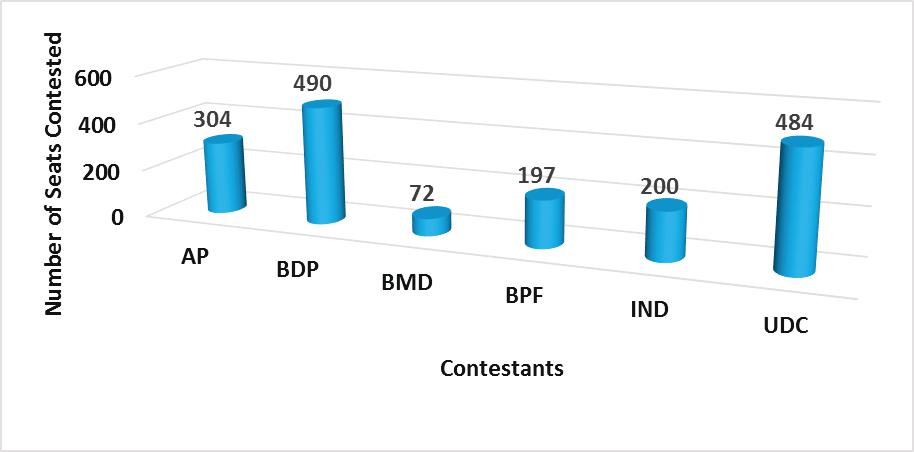 Number of Seats Contested
600
400
200
0
304
490
72
197
200
484
AP
BDP
BMD
BPF
IND
UDC
Contestants